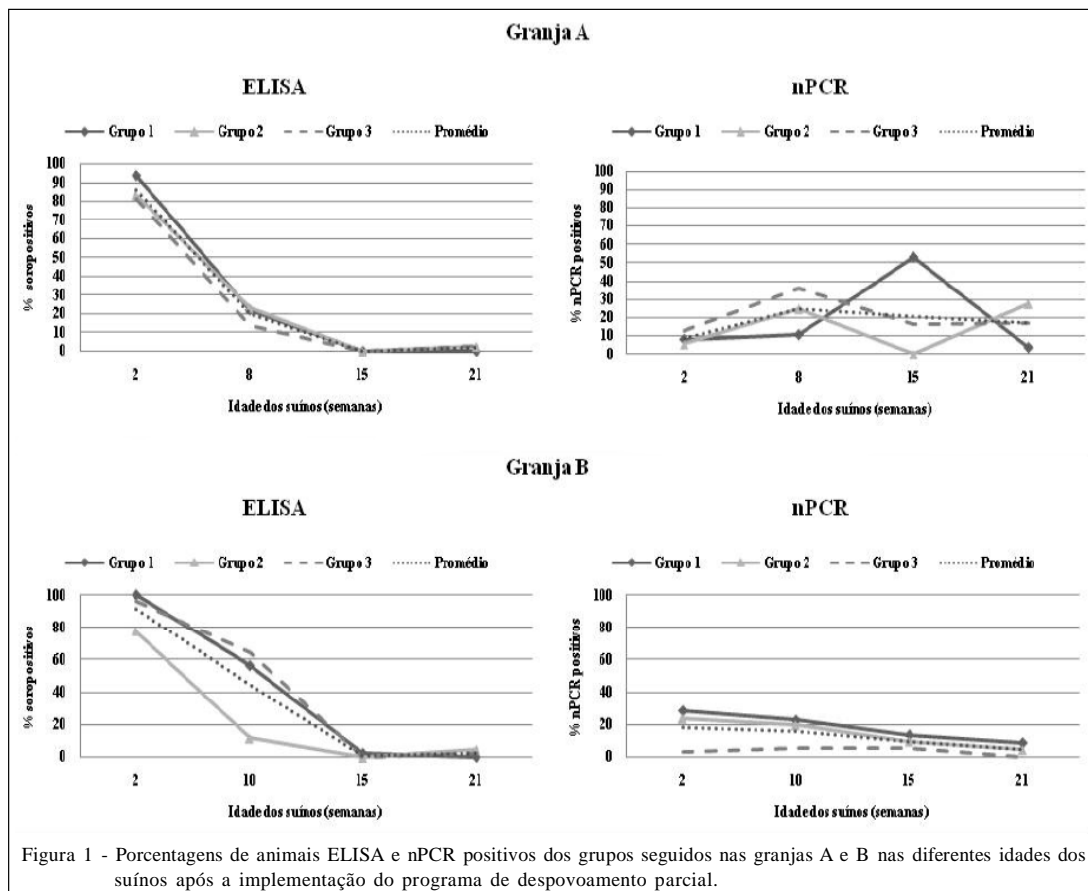 Granja A
ELISA
Grupo 1 Grupo 2 Grupo 3 Promédio
% soropositivos
100
90
80
70
60
50
40
30
20
10
0
2 8 15 21
Idade dos suínos (semanas)
nPCR
Grupo 1 Grupo 2 Grupo 3 Promédio
% nPCR positivos
100
90
80
70
60
50
40
30
20
10
0
2 8 15 21
Idade dos suínos (semanas)
Granja B
ELISA
Grupo 1 Grupo 2 Grupo 3 Promédio
% soropositivos
100
80
60
40
20
0
2 10 15 21
Idade dos suínos (semanas)
nPCR
Grupo 1 Grupo 2 Grupo 3 Promédio
% nPCR positivos
100
80
60
40
20
0
2 10 15 21
Idade dos suínos (semanas)
Figura 1 - Porcentagens de animais ELISA e nPCR positivos dos grupos seguidos nas granjas A e B nas diferentes idades dos
suínos após a implementação do programa de despovoamento parcial.